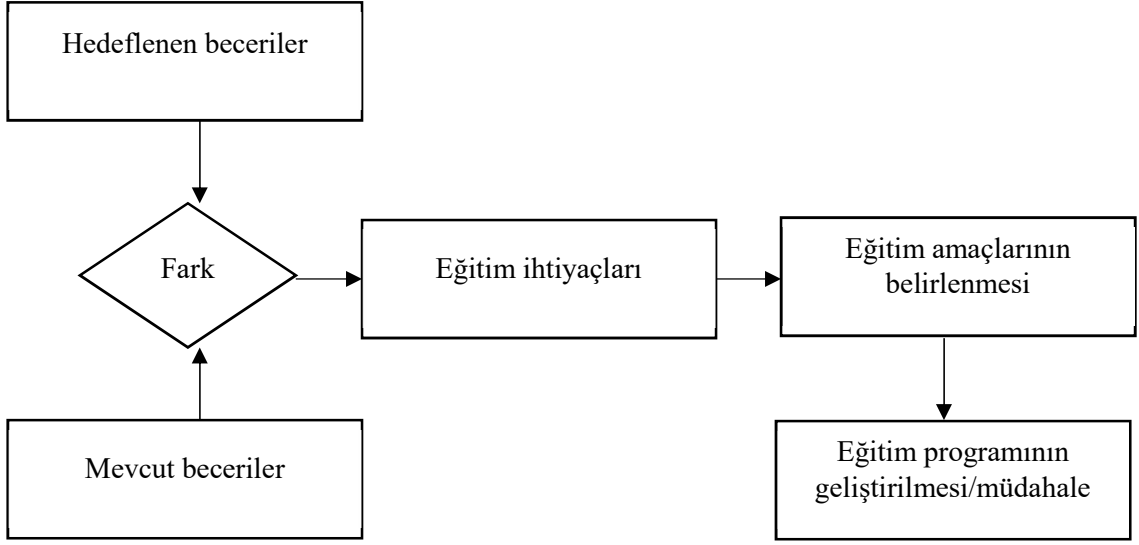 Hedeflenen beceriler
Fark
Eğitim ihtiyaçları
Eğitim amaçlarının
belirlenmesi
Mevcut beceriler
Eğitim programının
geliştirilmesi/müdahale